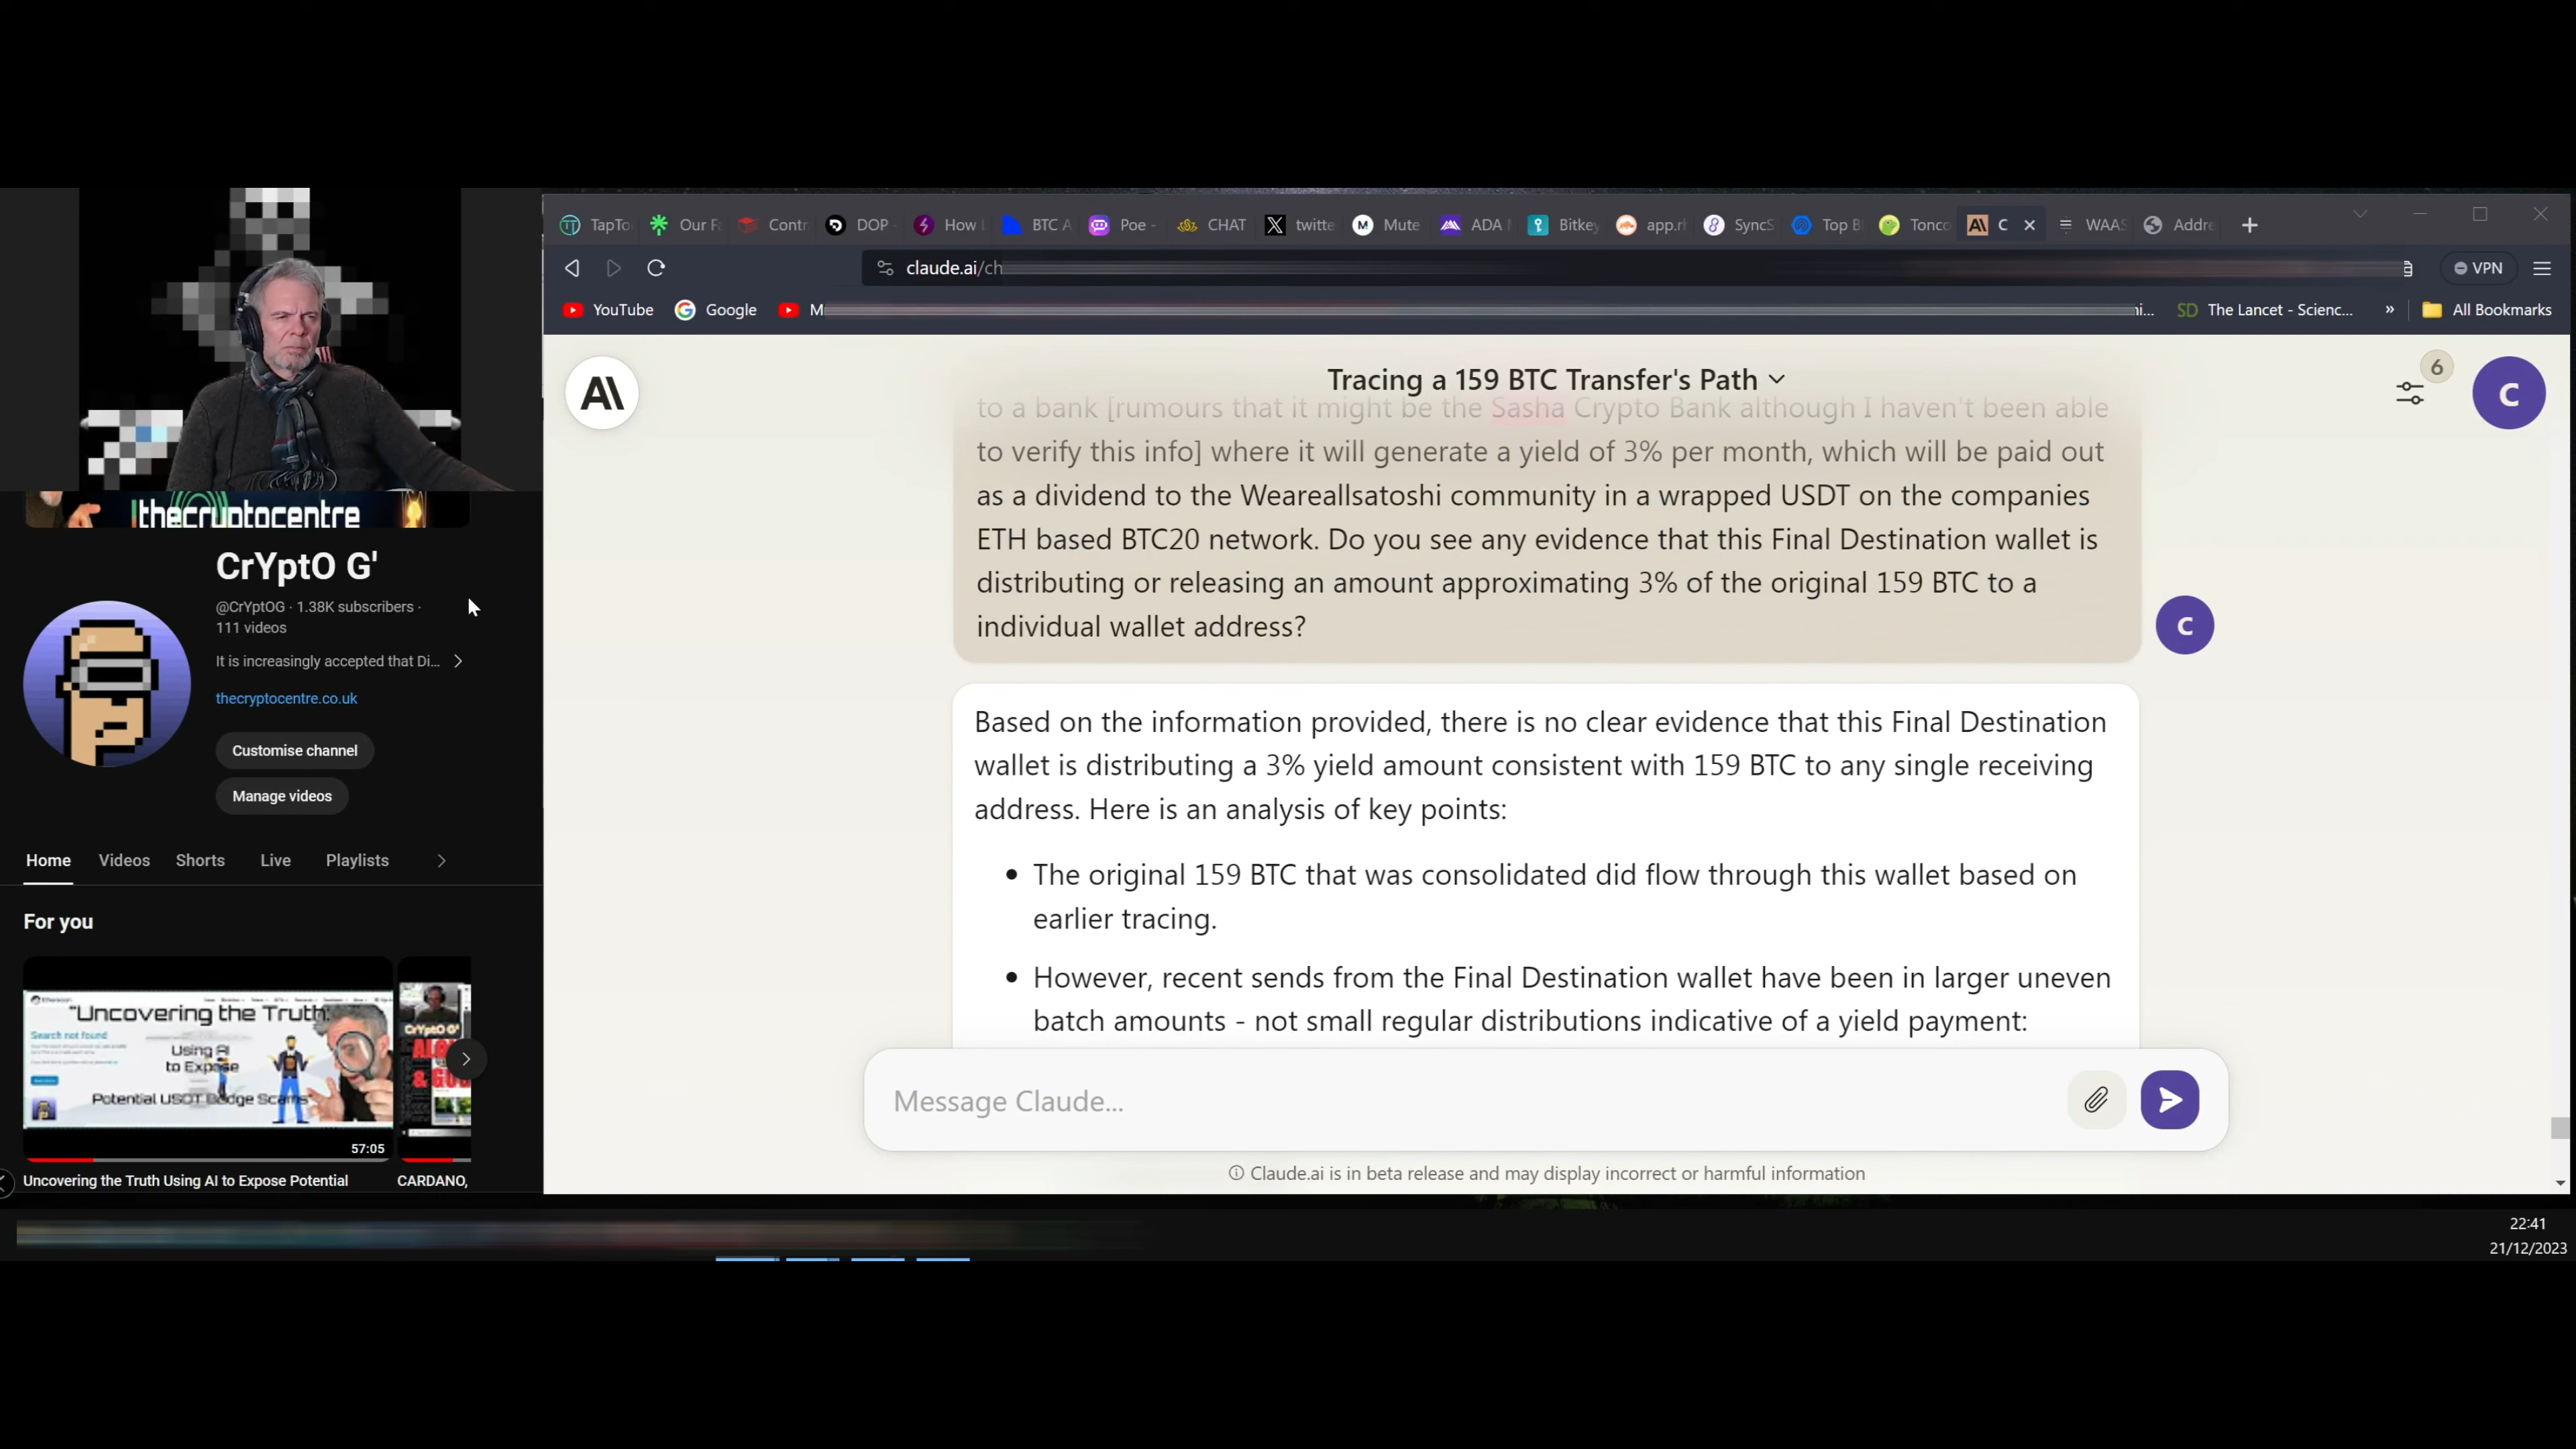 TapTo
Our Fa
Contr
DOP
How
BTC A
Poe -
CHAT
twitte
Mute
ADA
Bitkey
app.r
SyncS
Top B
Tonco
C
WAAS
Addre
claude.ai/ch
VPN
YouTube
Google
M
ni...
SD The Lancet - Scienc...
»
All Bookmarks
thecryptocentre
CrYptO G'
@CrYptOG · 1.38K subscribers ·
111 videos
It is increasingly accepted that Di...
thecryptocentre.co.uk
Customise channel
Manage videos
Home Videos Shorts Live Playlists
For you
"Uncovering the Truth:
Search not found
Using AI
to Expose
Potential USDT Bodge Scams
57:05
CrYptO G'
Uncovering the Truth Using AI to Expose Potential
CARDANO,
Tracing a 159 BTC Transfer's Path
6
C
to a bank [rumours that it might be the Sasha Crypto Bank although I haven't been able
to verify this info] where it will generate a yield of 3% per month, which will be paid out
as a dividend to the Weareallsatoshi community in a wrapped USDT on the companies
ETH based BTC20 network. Do you see any evidence that this Final Destination wallet is
distributing or releasing an amount approximating 3% of the original 159 BTC to a
individual wallet address?
C
Based on the information provided, there is no clear evidence that this Final Destination
wallet is distributing a 3% yield amount consistent with 159 BTC to any single receiving
address. Here is an analysis of key points:
• The original 159 BTC that was consolidated did flow through this wallet based on
earlier tracing.
• However, recent sends from the Final Destination wallet have been in larger uneven
batch amounts - not small regular distributions indicative of a yield payment:
Message Claude...
Claude.ai is in beta release and may display incorrect or harmful information
22:41
21/12/2023